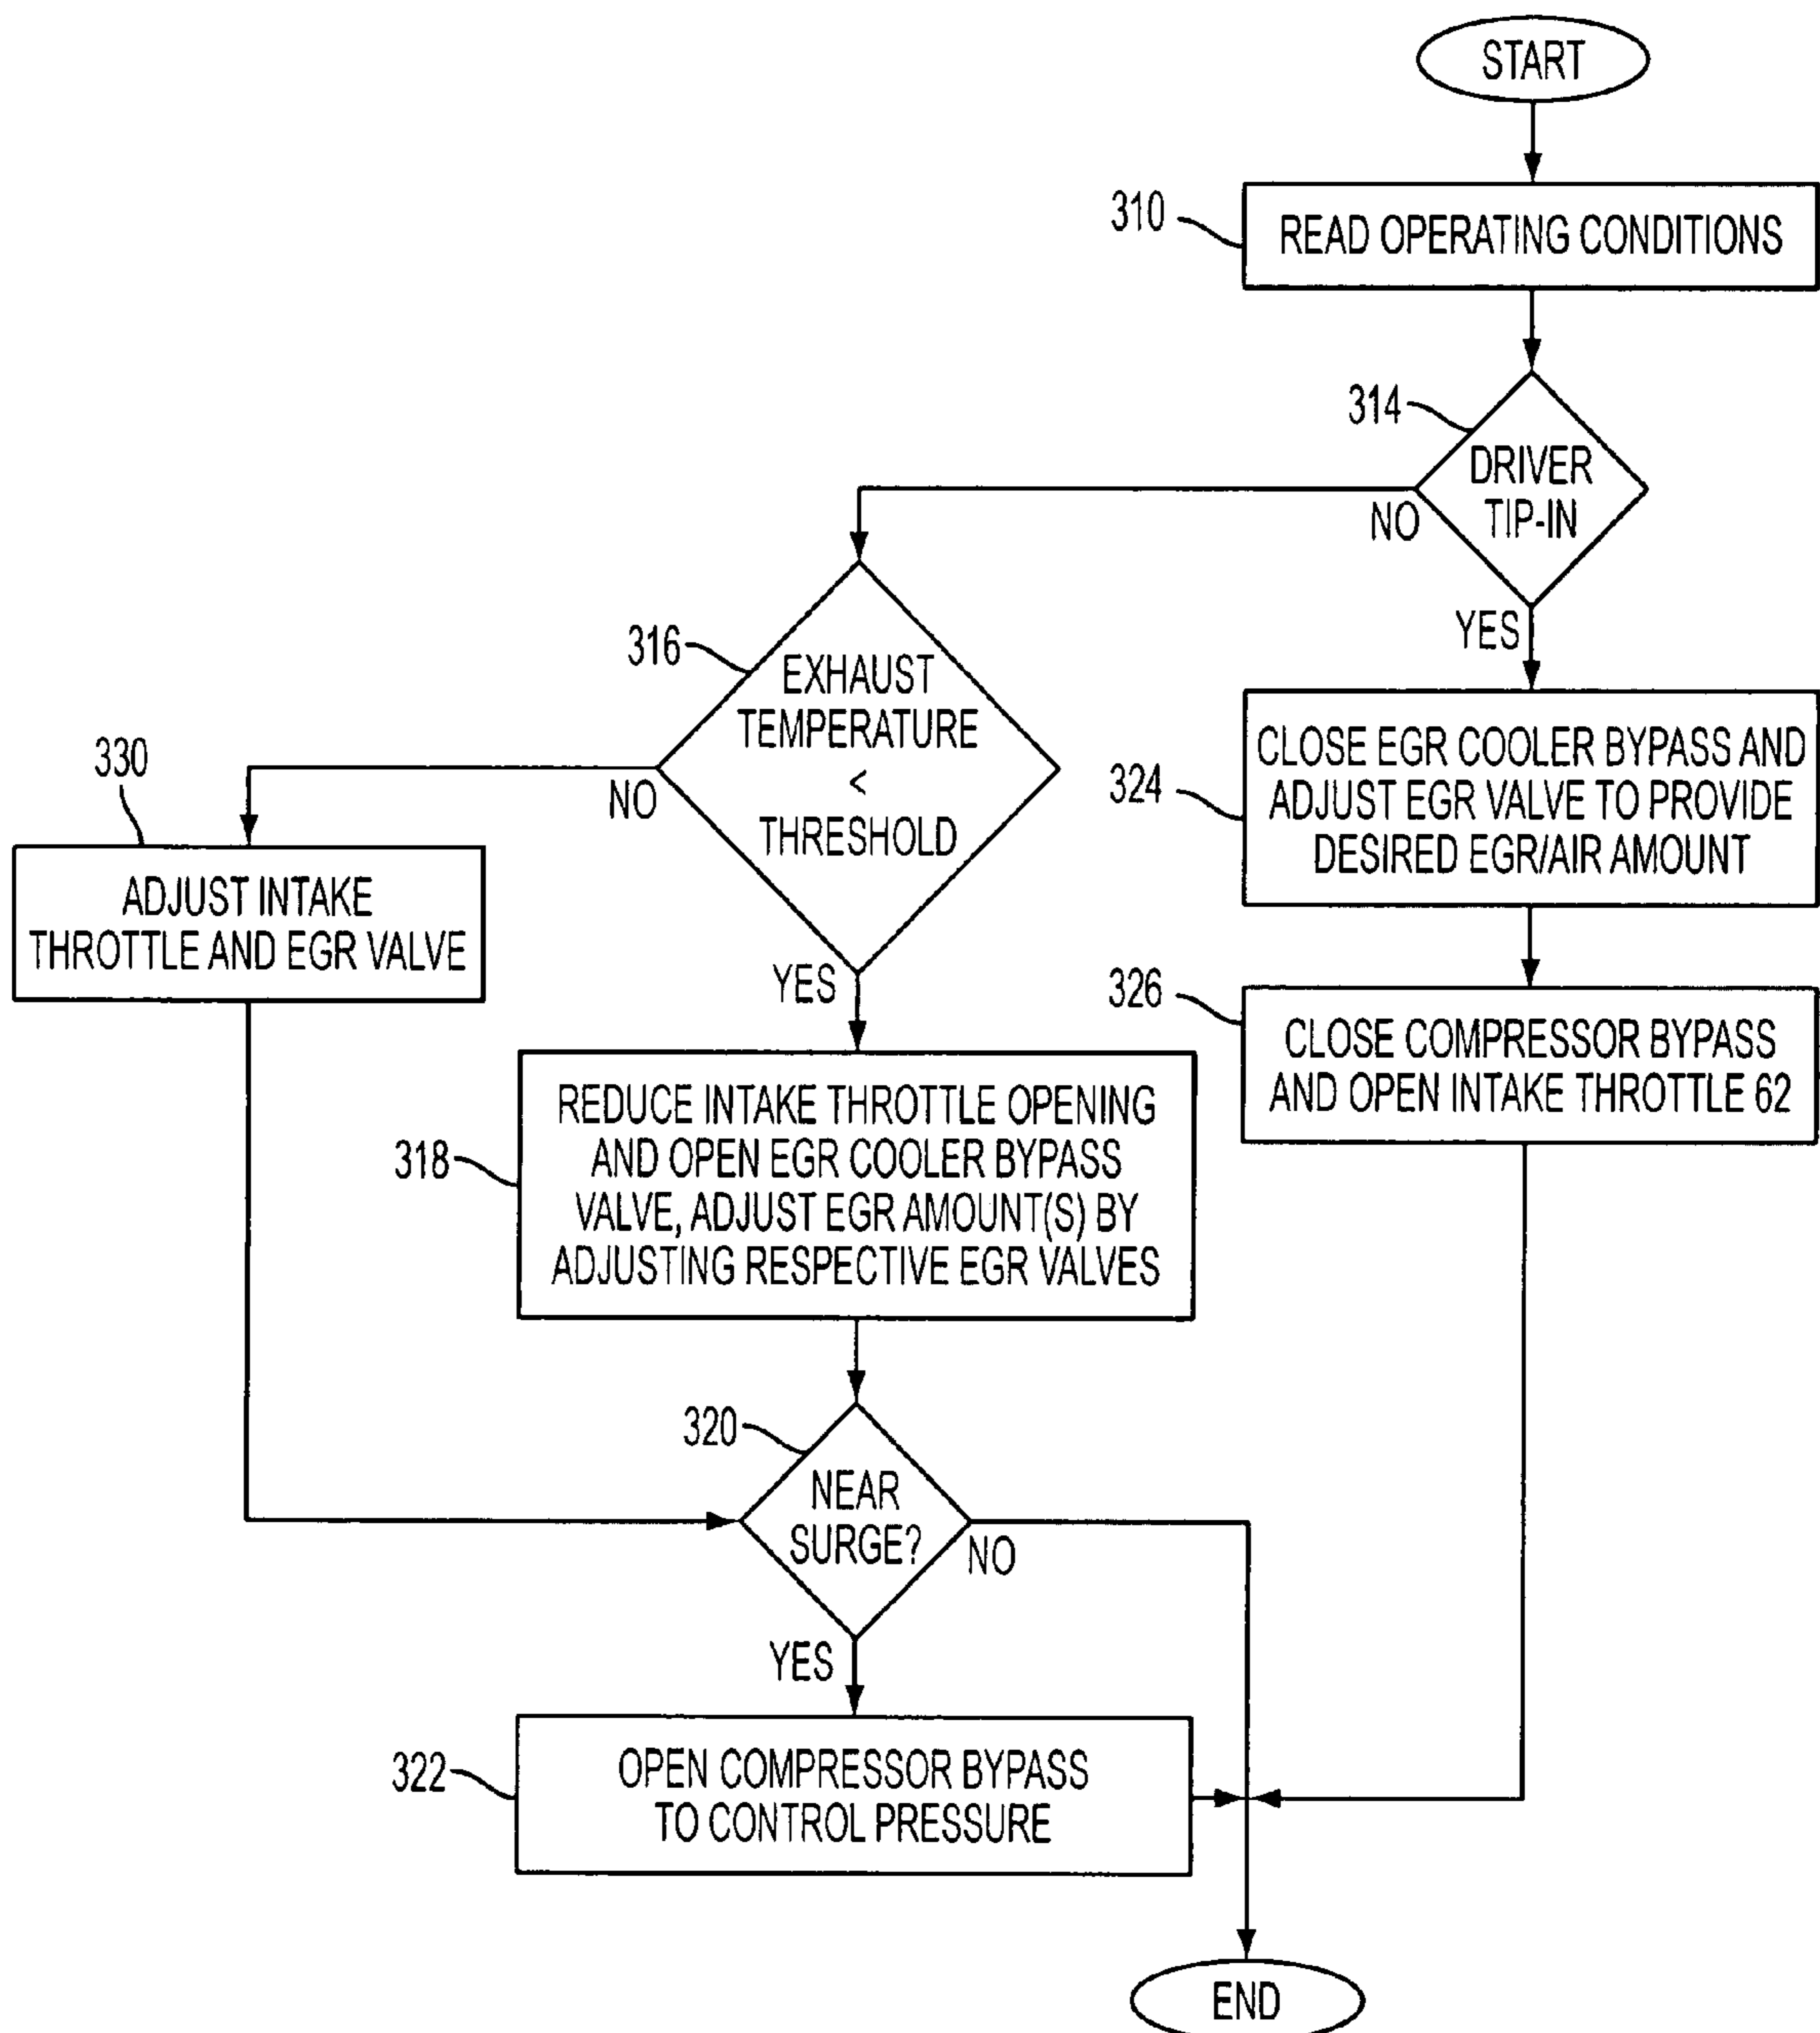 START
310
READ OPERATING CONDITIONS
314
DRIVER
TIP-IN
NO
YES
316
EXHAUST
TEMPERATURE
<
THRESHOLD
NO
YES
324
CLOSE EGR COOLER BYPASS AND
ADJUST EGR VALVE TO PROVIDE
DESIRED EGR/AIR AMOUNT
330
ADJUST INTAKE
THROTTLE AND EGR VALVE
326
CLOSE COMPRESSOR BYPASS
AND OPEN INTAKE THROTTLE 62
318
REDUCE INTAKE THROTTLE OPENING
AND OPEN EGR COOLER BYPASS
VALVE, ADJUST EGR AMOUNT(S) BY
ADJUSTING RESPECTIVE EGR VALVES
320
NEAR
SURGE?
NO
YES
322
OPEN COMPRESSOR BYPASS
TO CONTROL PRESSURE
END